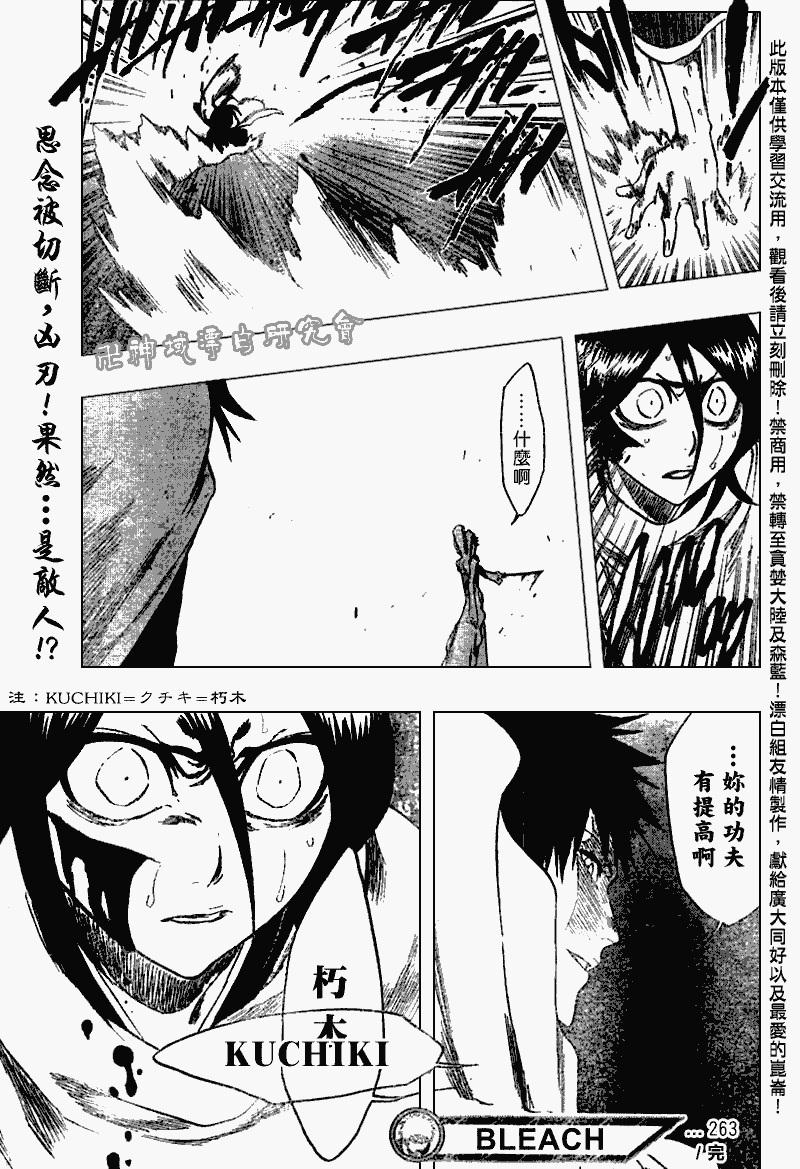 此版本僅供學習交流用，觀看後請立刻刪除！禁商用，禁轉至貪婪大陸及森藍！漂白組友情製作，獻給廣大同好以及最愛的崑崙！
卍神域漂白研究會
……什麼啊
思念被切斷，凶刃！果然…是敵人!?
注：KUCHIKI＝クチキ＝朽木
…妳的功夫
有提高啊
朽木
KUCHIKI
BLEACH
... 263
/ 完